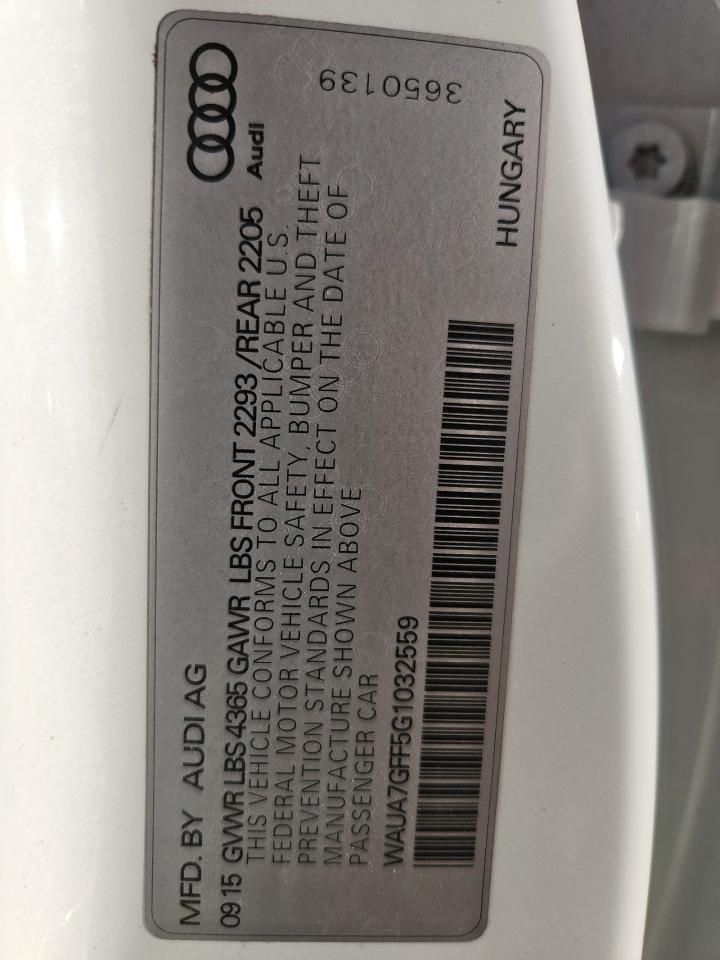 MFD. BY AUDI AG
Audi
09 15 GVWR LBS 4365 GAWR LBS FRONT 2293 /REAR 2205
THIS VEHICLE CONFORMS TO ALL APPLICABLE U.S.
FEDERAL MOTOR VEHICLE SAFETY, BUMPER AND THEFT
PREVENTION STANDARDS IN EFFECT ON THE DATE OF
MANUFACTURE SHOWN ABOVE
PASSENGER CAR
WAUA7GFF5G1032559
3650139
HUNGARY